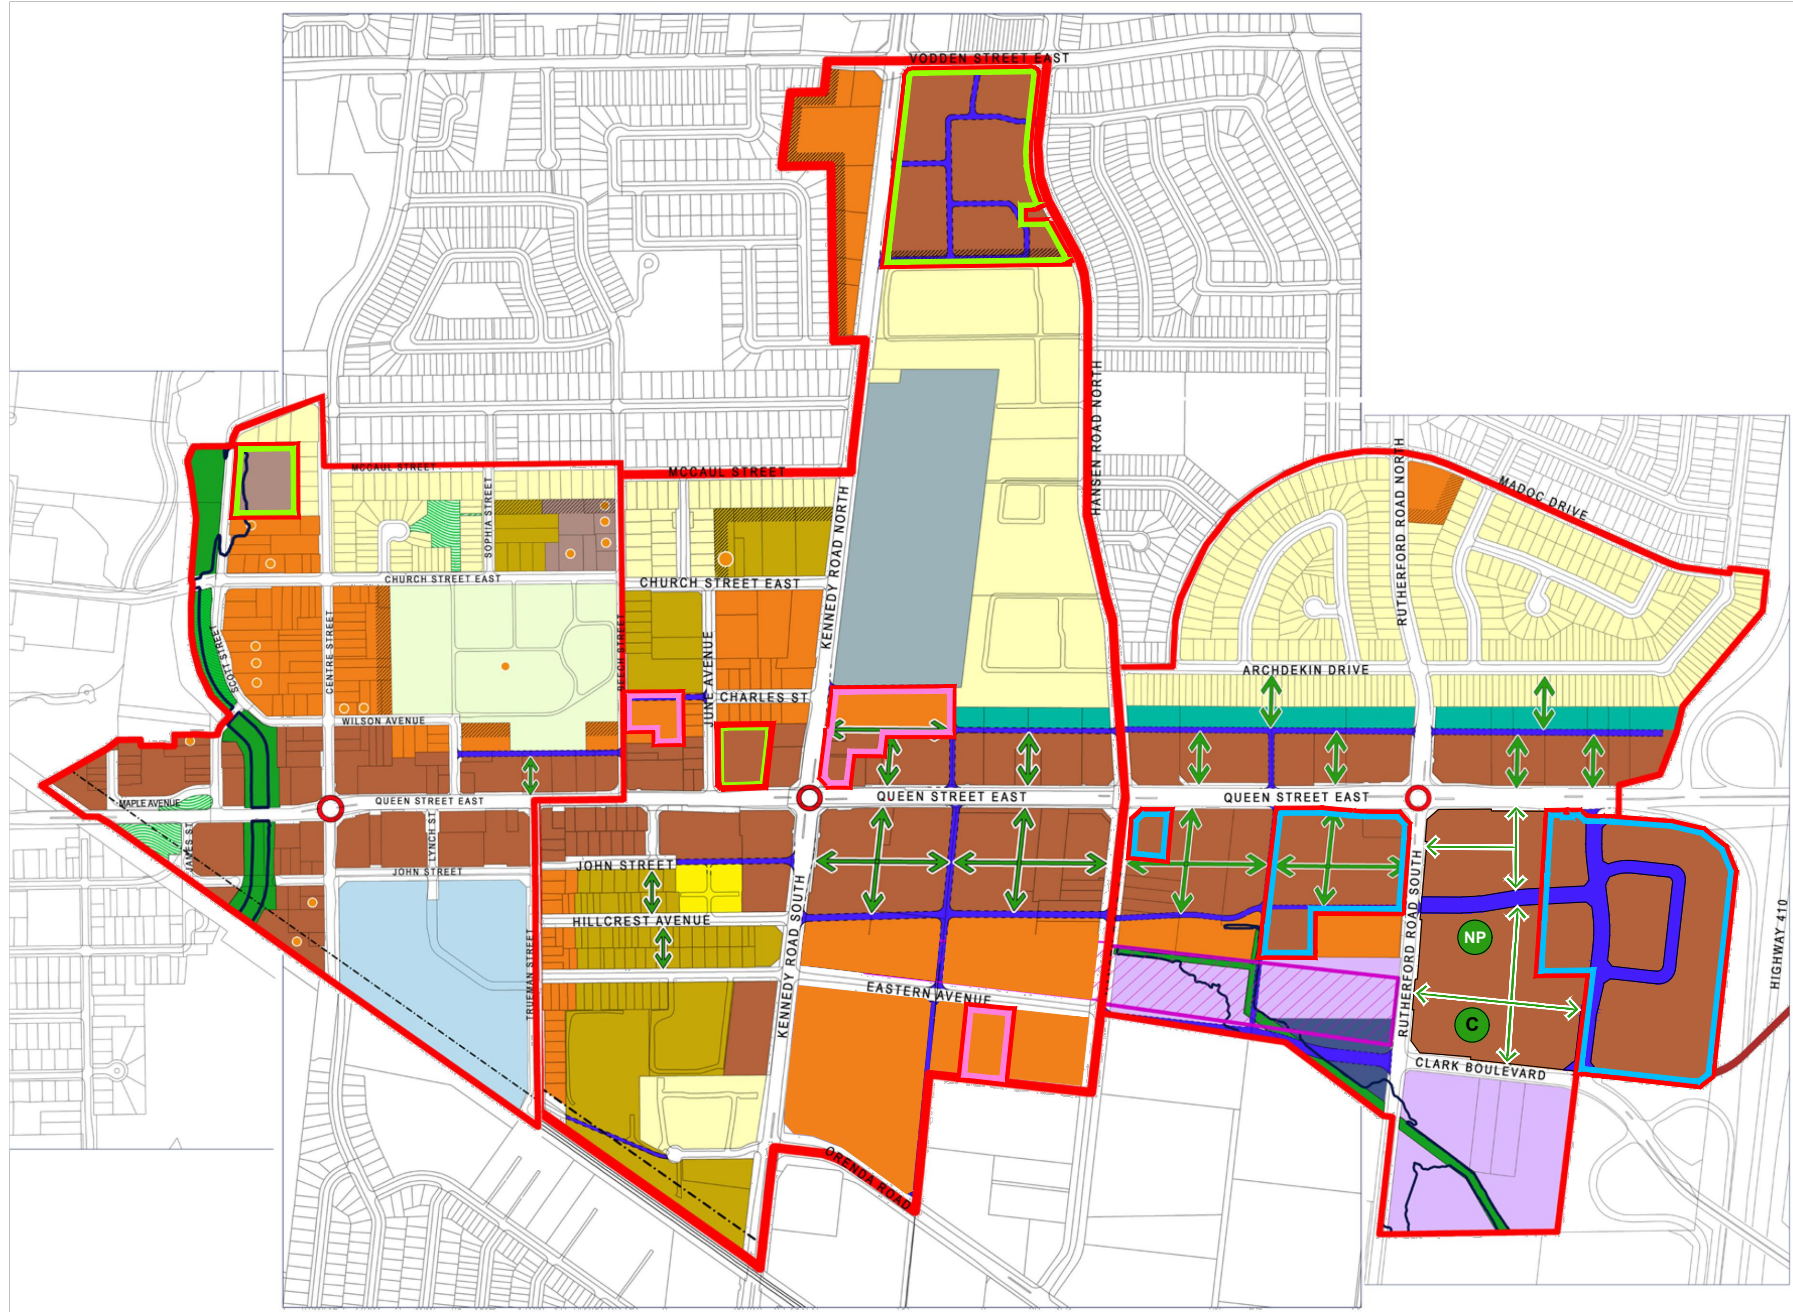 VODDEN STREET EAST
HANSEN ROAD NORTH
RUTHERFORD ROAD NORTH
MADOC DRIVE
MCCAUL STREET
MCCAUL STREET
SOPHIA STREET
KENNEDY ROAD NORTH
CHURCH STREET EAST
CHURCH STREET EAST
SCOTT STREET
CENTRE STREET
BEECH STREET
JUNE AVENUE
ARCHDEKIN DRIVE
CHARLES ST
WILSON AVENUE
MAPLE AVENUE
QUEEN STREET EAST
QUEEN STREET EAST
QUEEN STREET EAST
JAMES ST
LYNCH ST
JOHN STREET
JOHN STREET
HILLCREST AVENUE
TRUEMAN STREET
KENNEDY ROAD SOUTH
RUTHERFORD ROAD SOUTH
HIGHWAY 410
NP
EASTERN AVENUE
C
CLARK BOULEVARD
ORENDA ROAD